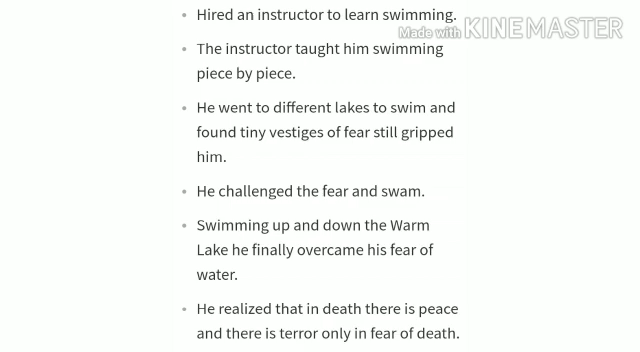 Hired an instructor to learn swimming.
Made with KINEMASTER
The instructor taught him swimming
piece by piece.
He went to different lakes to swim and
found tiny vestiges of fear still gripped
him.
He challenged the fear and swam.
Swimming up and down the Warm
Lake he finally overcame his fear of
water.
He realized that in death there is peace
and there is terror only in fear of death.